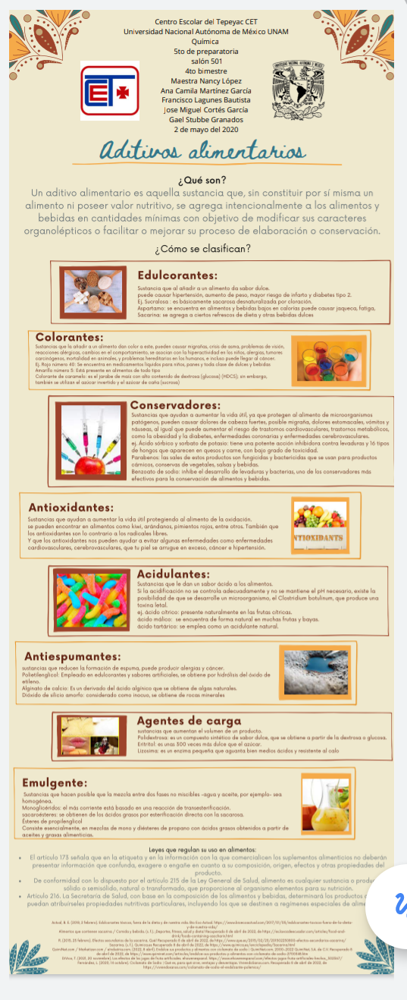 Centro Escolar del Tepeyac CET
Universidad Nacional Autónoma de México UNAM
Química
5to de preparatoria
salón 501
4to bimestre
Maestra Nancy López
Ana Camila Martínez García
Francisco Lagunes Bautista
Jose Miguel Cortés García
Gael Stubbe Granados
2 de mayo del 2020
CET
Aditivos alimentarios
¿Qué son?
Un aditivo alimentario es aquella sustancia que, sin constituir por sí misma un
alimento ni poseer valor nutritivo, se agrega intencionalmente a los alimentos y
bebidas en cantidades mínimas con objetivo de modificar sus caracteres
organolépticos o facilitar o mejorar su proceso de elaboración o conservación.
¿Cómo se clasifican?
Edulcorantes:
Sustancia que al añadir a un alimento da sabor dulce.
puede causar hipertensión, aumento de peso, mayor riesgo de infarto y diabetes tipo 2.
Ej. Sucralosa : es básicamente sacarosa desnaturalizada por cloración.
Aspartamo: se encuentra en alimentos y bebidas bajos en calorías puede causar jaqueca, fatiga,
Sacarina: se agrega a ciertos refrescos de dieta y otras bebidas dulces
Colorantes:
Sustancias que la añadir a un alimento dan color a este, pueden causar migrañas, crisis de asma, problemas de visión,
reacciones alérgicas, cambios en el comportamiento, se asocian con la hiperactividad en los niños, alergias, tumores
carcinógenos, mortalidad en animales, y problemas hereditarios en los humanos, e incluso puede llegar al cáncer.
Ej. Rojo número 40: Se encuentra en medicamentos líquidos para niños, panes y toda clase de dulces y bebidas
Amarillo número 5: Está presente en alimentos de todo tipo
Colorante de caramelo: es el jarabe de maíz con alto contenido de dextrosa (glucosa) (HDCS); sin embargo,
también se utilizan el azúcar invertido y el azúcar de caña (sucrosa)
Conservadores:
Sustancias que ayudan a aumentar la vida útil, ya que protegen al alimento de microorganismos
patógenos, pueden causar dolores de cabeza fuertes, posible migraña, dolores estomacales, vómitos y
náuseas, al igual que puede aumentar el riesgo de trastornos cardiovasculares, trastornos metabólicos,
como la obesidad y la diabetes, enfermedades coronarias y enfermedades cerebrovasculares.
ej. Ácido sórbico y sorbato de potasio: tiene una potente acción inhibidora contra levaduras y 16 tipos
de hongos que aparecen en quesos y carne, con bajo grado de toxicidad.
Parabenos: las sales de estos productos son fungicidas y bactericidas que se usan para productos
cárnicos, conservas de vegetales, salsas y bebidas.
Benzoato de sodio: inhibe el desarrollo de levaduras y bacterias, uno de los conservadores más
efectivos para la conservación de alimentos y bebidas.
Antioxidantes:
Sustancias que ayudan a aumentar la vida útil protegiendo al alimento de la oxidación.
se pueden encontrar en alimentos como kiwi, arándanos, pimientos rojos, entre otros. También que
los antioxidantes son lo contrario a los radicales libres.
Y que los antioxidantes nos pueden ayudar a evitar algunas enfermedades como enfermedades
cardiovasculares, cerebrovasculares, que tu piel se arrugue en exceso, cáncer e hipertensión.
NTIOXIDANTS
Acidulantes:
Sustancias que le dan un sabor ácido a los alimentos.
Si la acidificación no se controla adecuadamente y no se mantiene el pH necesario, existe la
posibilidad de que se desarrolle un microorganismo, el Clostridium botulinum, que produce una
toxina letal.
ej. ácido cítrico: presente naturalmente en las frutas cítricas.
ácido málico: se encuentra de forma natural en muchas frutas y bayas.
ácido tartárico: se emplea como un acidulante natural.
Antiespumantes:
sustancias que reducen la formación de espuma, puede producir alergias y cáncer.
Polietilenglicol: Empleado en edulcorantes y sabores artificiales, se obtiene por hidrólisis del óxido de
etileno.
Alginato de calcio: Es un derivado del ácido algínico que se obtiene de algas naturales.
Dióxido de silicio amorfo: considerado como inocuo, se obtiene de rocas minerales
Agentes de carga
sustancias que aumentan el volumen de un producto.
Polidextrosa: es un compuesto sintético de sabor dulce, que se obtiene a partir de la dextrosa o glucosa.
Eritritol: es unas 300 veces más dulce que el azúcar.
Lizosima: es un enzima pequeña que aguanta bien medios ácidos y resistente al calo
Emulgente:
Sustancias que hacen posible que la mezcla entre dos fases no miscibles -agua y aceite, por ejemplo- sea
homogénea.
Monoglicéridos: el más corriente está basado en una reacción de transesterificación.
sacaroésteres: se obtienen de los ácidos grasos por esterificación directa con la sacarosa.
Ésteres de propilenglicol
Consiste esencialmente, en mezclas de mono y diésteres de propano con ácidos grasos obtenidos a partir de
aceites y grasas alimenticias.
Leyes que regulan su uso en alimentos:
El artículo 173 señala que en la etiqueta y en la información con la que comercialicen los suplementos alimenticios no deberán
presentar información que confunda, exagere o engañe en cuanto a su composición, origen, efectos y otras propiedades del
producto.
De conformidad con lo dispuesto por el artículo 215 de la Ley General de Salud, alimento es cualquier sustancia o produ
sólido o semisólido, natural o transformado, que proporcione al organismo elementos para su nutrición.
Artículo 216. La Secretaría de Salud, con base en la composición de los alimentos y bebidas, determinará los productos
puedan atribuírseles propiedades nutritivas particulares, incluyendo los que se destinen a regímenes especiales de alime